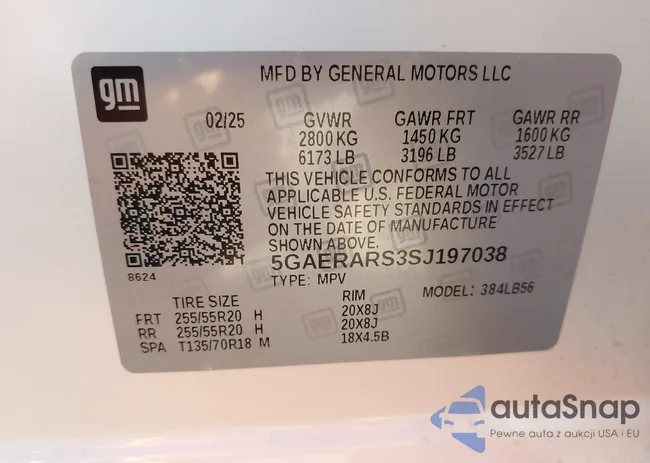 gm
MFD BY GENERAL MOTORS LLC
02/25 GVWR GAWR FRT GAWR RR
2800 KG 1450 KG 1600 KG
6173 LB 3196 LB 3527 LB
THIS VEHICLE CONFORMS TO ALL
APPLICABLE U.S. FEDERAL MOTOR
VEHICLE SAFETY STANDARDS IN EFFECT
ON THE DATE OF MANUFACTURE
SHOWN ABOVE.
8624
5GAERARS3SJ197038
TYPE: MPV MODEL: 384LB56
TIRE SIZE RIM
FRT 255/55R20 H 20X8J
RR 255/55R20 H 20X8J
SPA T135/70R18 M 18X4.5B
autaSnap
Pewne auta z aukcji USA i EU